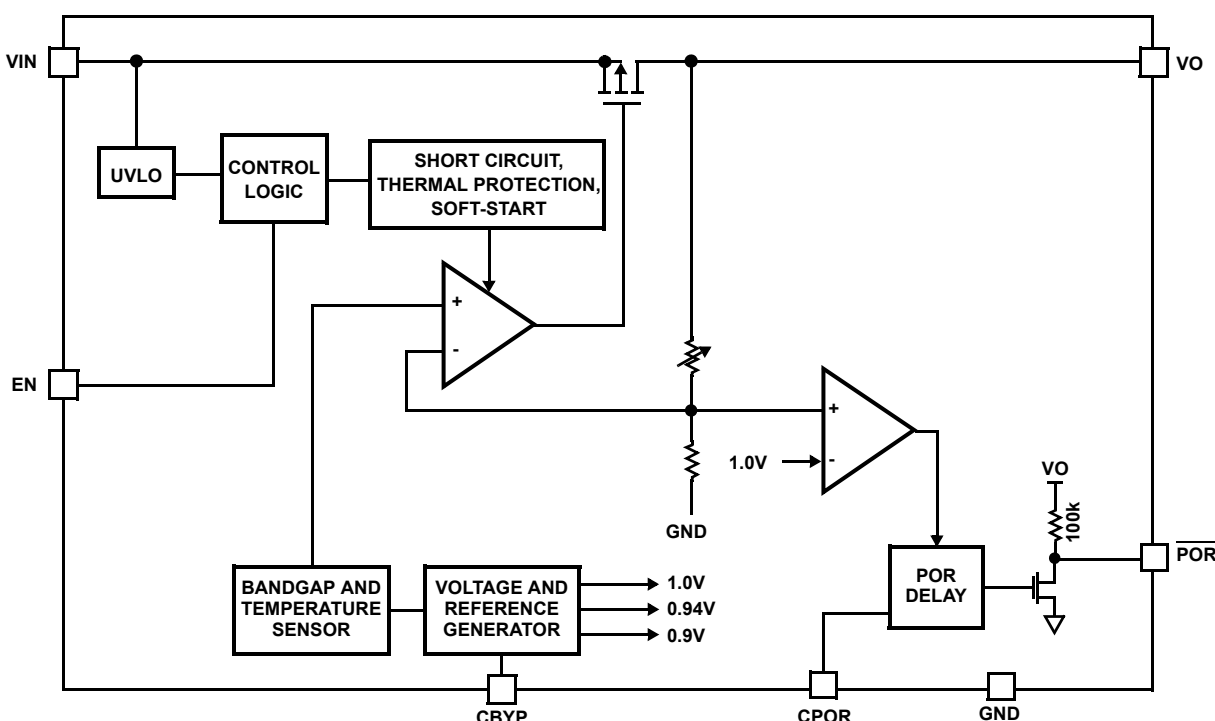 VIN
VO
UVLO
CONTROL
LOGIC
SHORT CIRCUIT,
THERMAL PROTECTION,
SOFT-START
+
-
EN
+
1.0V
-
GND
VO
100k
POR
BANDGAP AND
TEMPERATURE
SENSOR
VOLTAGE AND
REFERENCE
GENERATOR
1.0V
0.94V
0.9V
POR
DELAY
CBYP
CPOR
GND